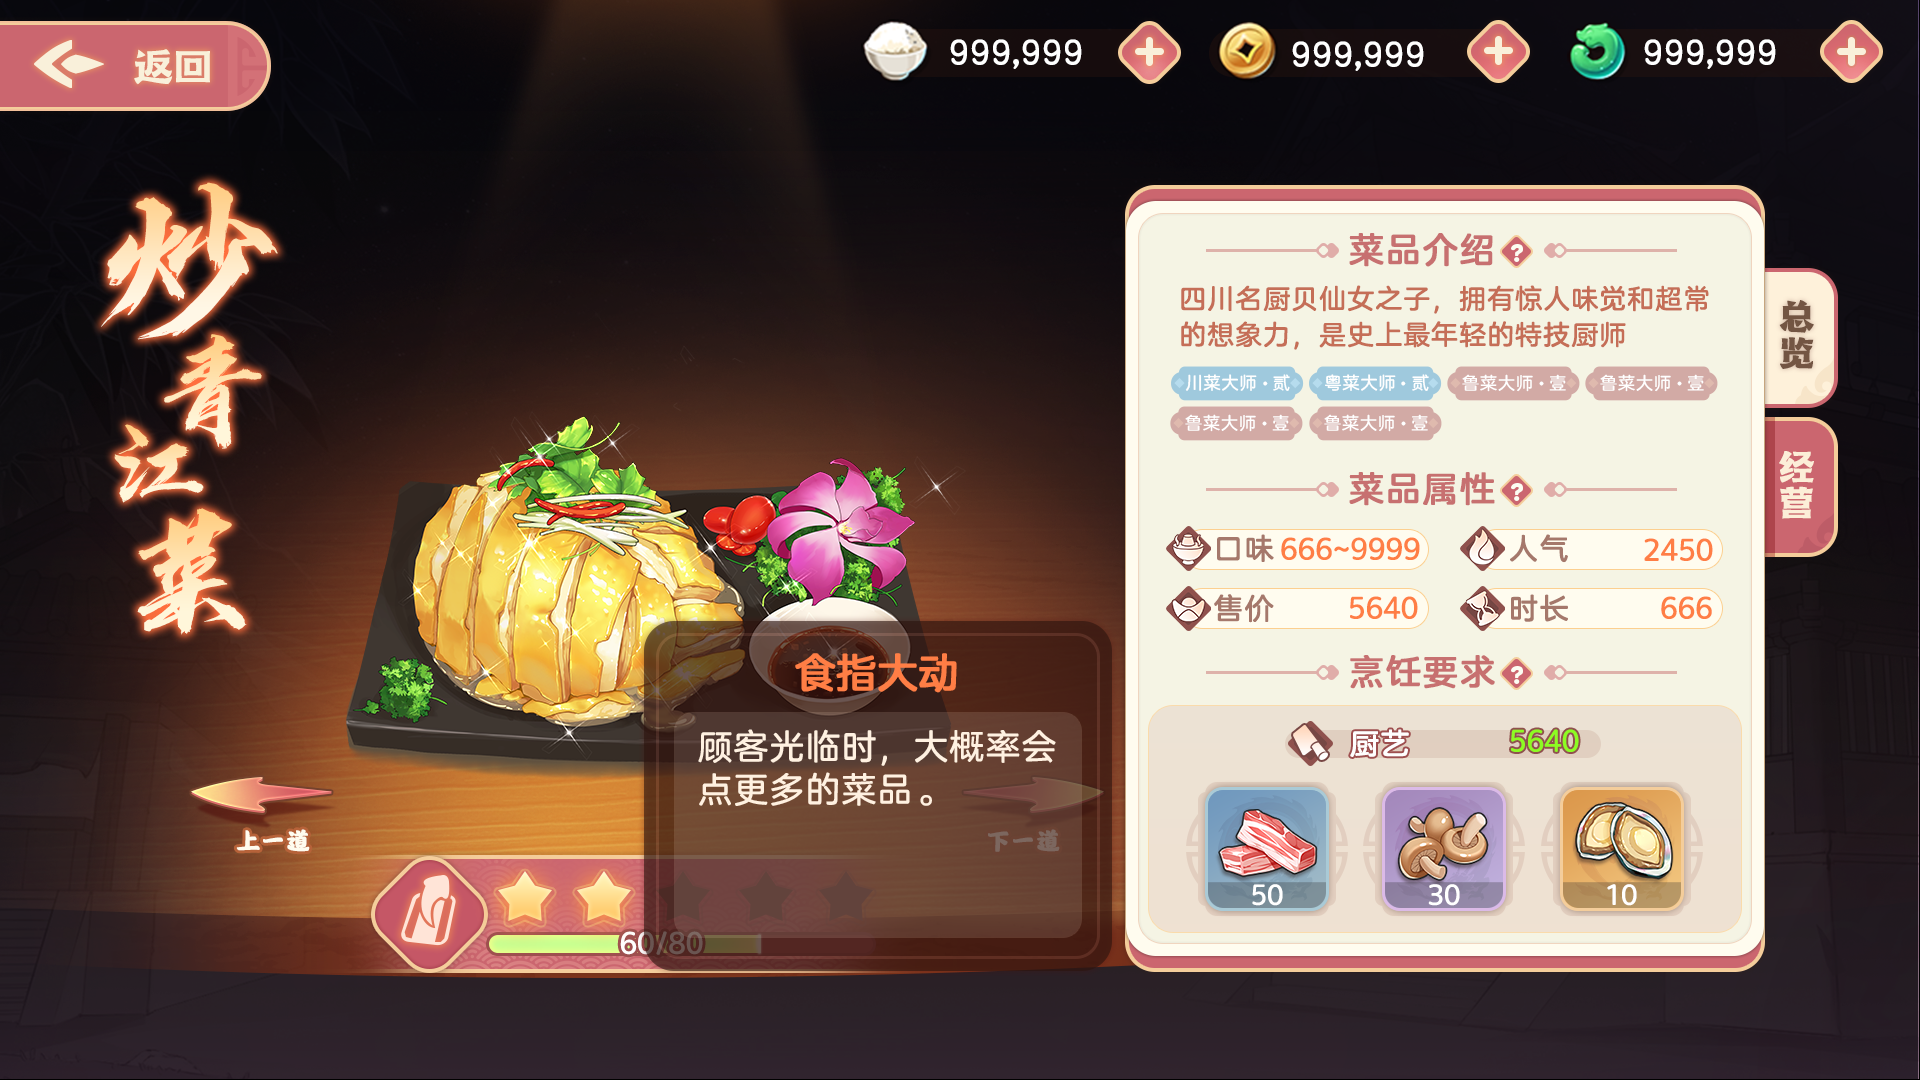 返回
999,999
999,999
999,999
炒青江菜
菜品介绍?
四川名厨贝仙女之子，拥有惊人味觉和超常
的想象力，是史上最年轻的特技厨师
川菜大师·贰 粤菜大师·贰 鲁菜大师·壹 鲁菜大师·壹
鲁菜大师·壹 鲁菜大师·壹
总览
经营
菜品属性?
口味 666~9999
人气 2450
售价 5640
时长 666
烹饪要求?
厨艺 5640
50
30
10
食指大动
顾客光临时，大概率会
点更多的菜品。
上一道
下一道
60/80